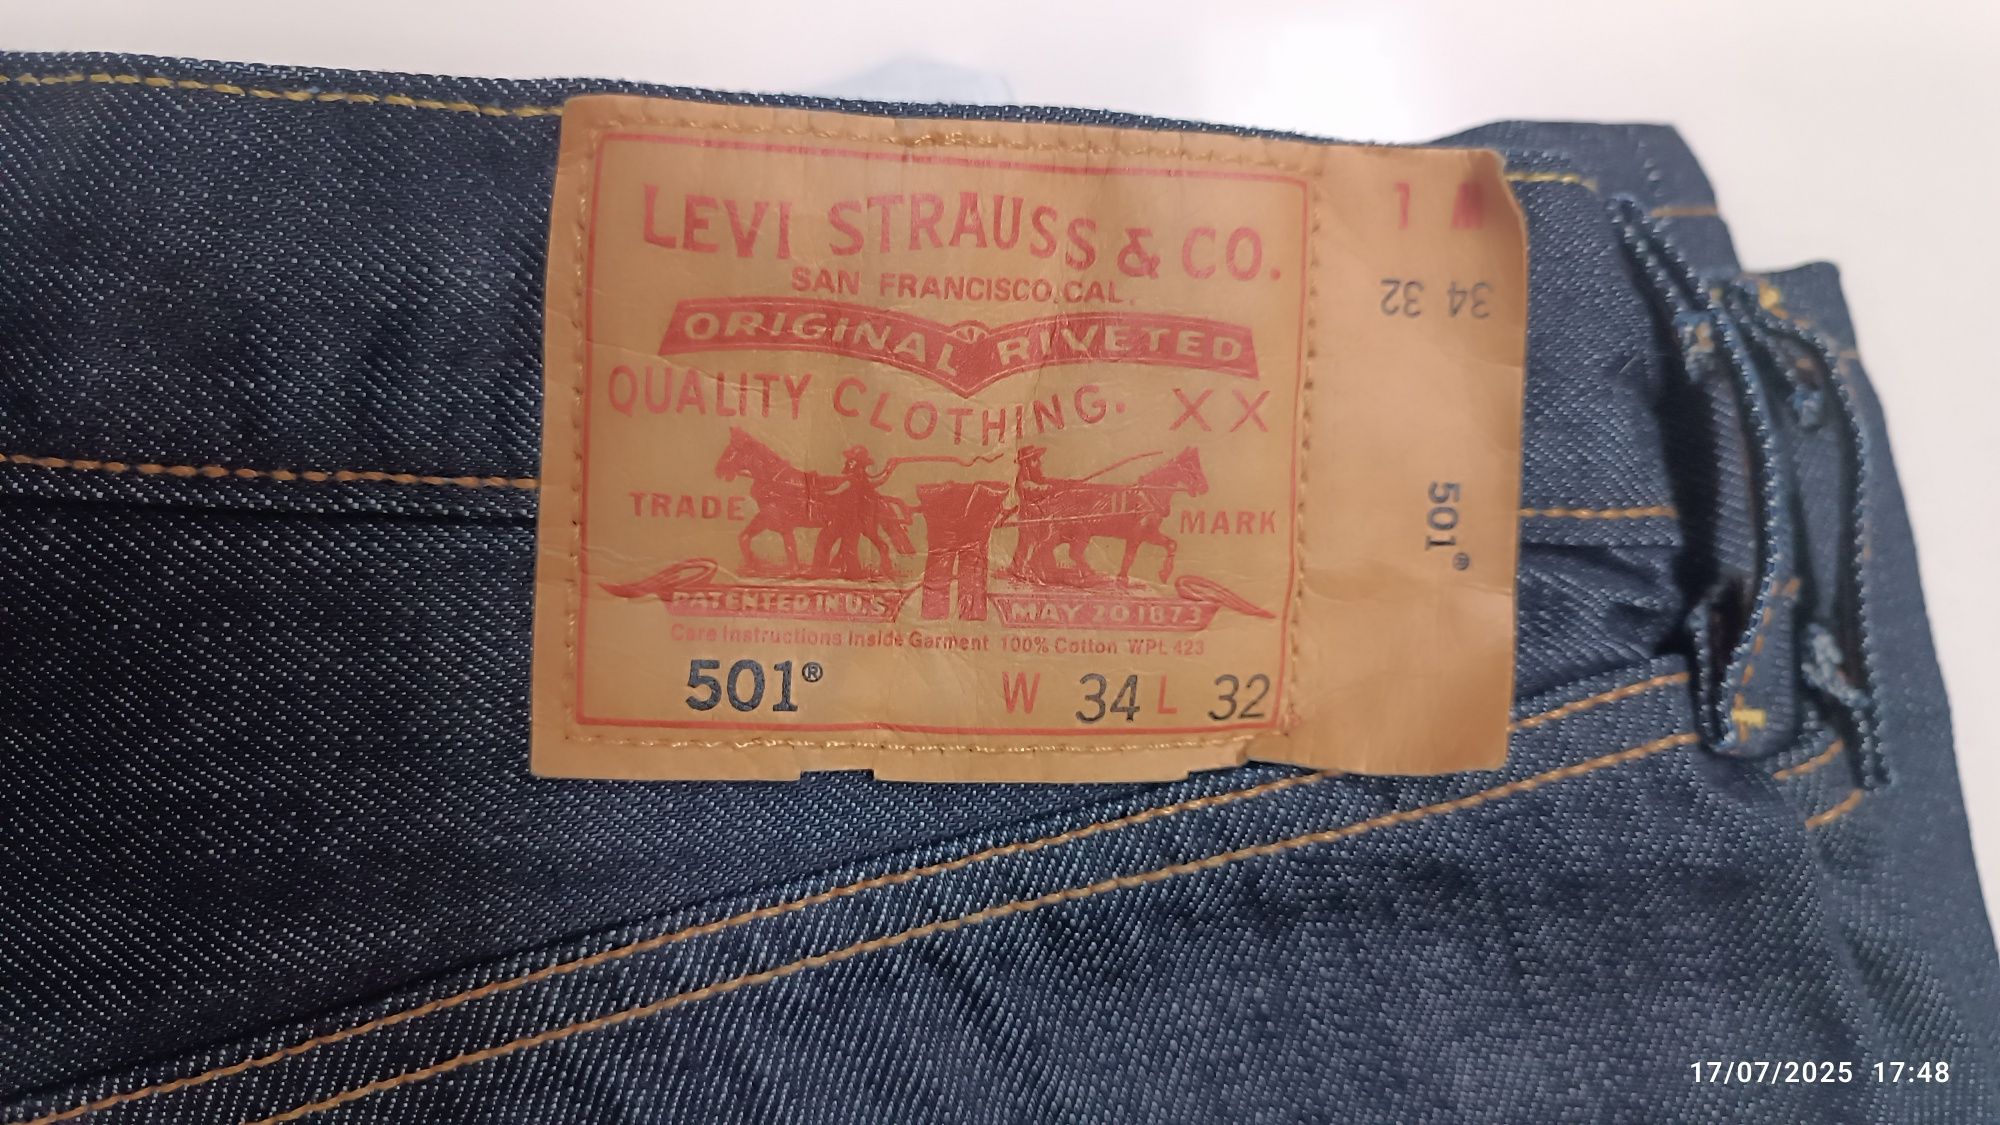 LEVI STRAUSS & CO.
SAN FRANCISCO, CAL.
ORIGINAL RIVETED
QUALITY CLOTHING. XX
TRADE MARK
PATENTED IN U.S. MAY 20 1873
Care Instructions Inside Garment 100% Cotton WPL 423
501® W 34 L 32
L W
34 32
501®
17/07/2025 17:48